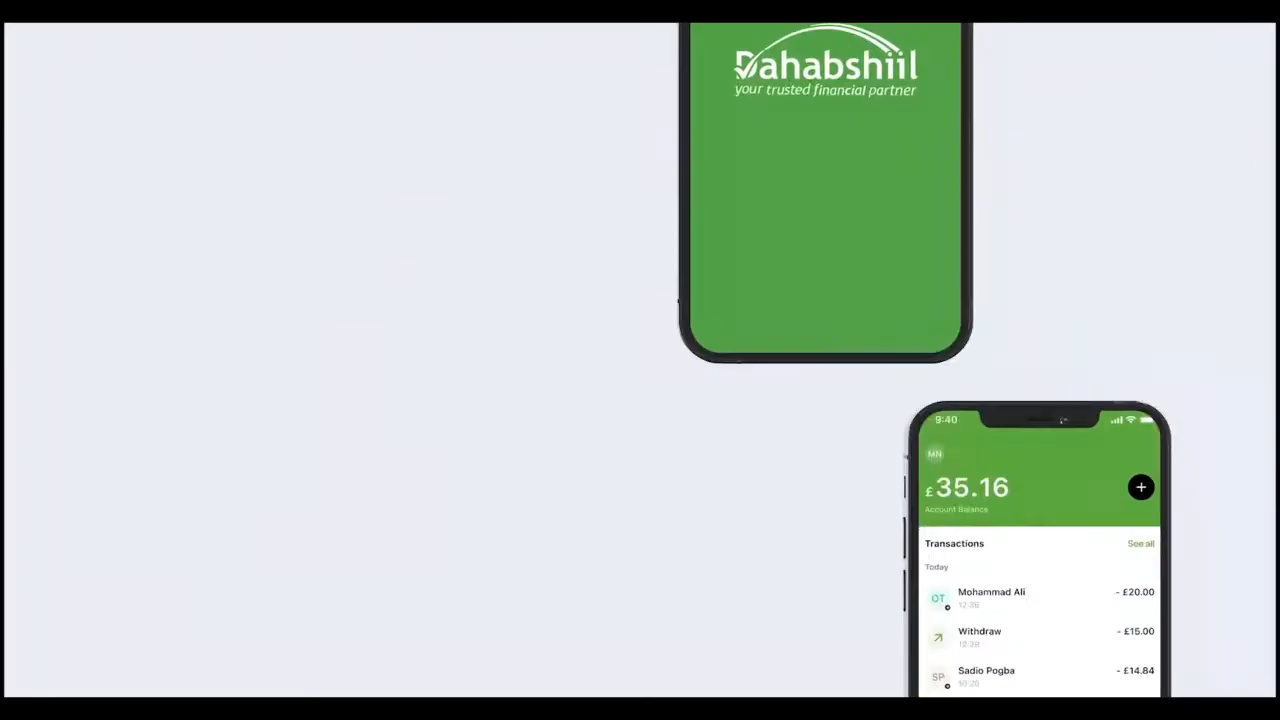 Dahabshiil
your trusted financial partner
9:40
MN
£35.16
+
Account Balance
Transactions See all
Today
OT Mohammad Ali - £20.00
Withdraw - £15.00
SP Sadio Pogba - £14.84